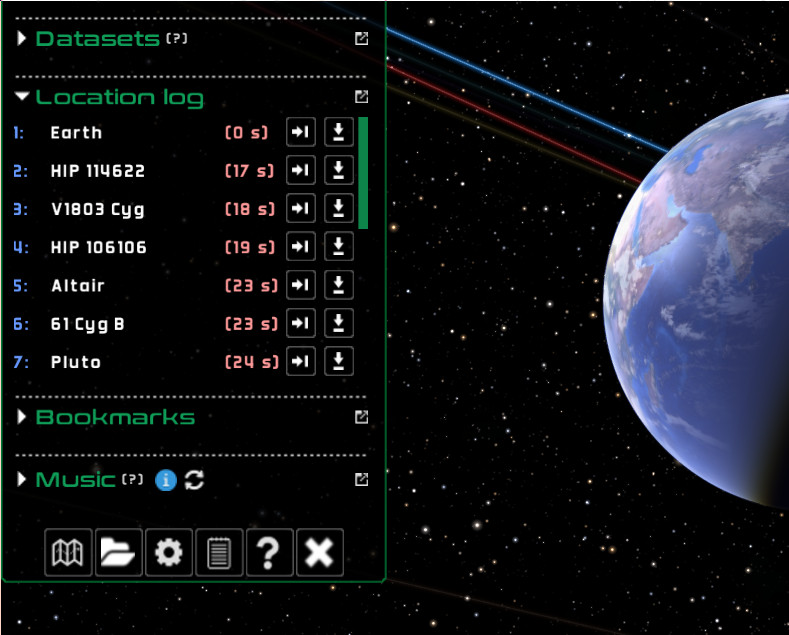 Datasets (?)
Location log
1: Earth (0 s)
2: HIP 114622 (17 s)
3: V1803 Cyg (18 s)
4: HIP 106106 (19 s)
5: Altair (23 s)
6: 61 Cyg B (23 s)
7: Pluto (24 s)
Bookmarks
Music (?)